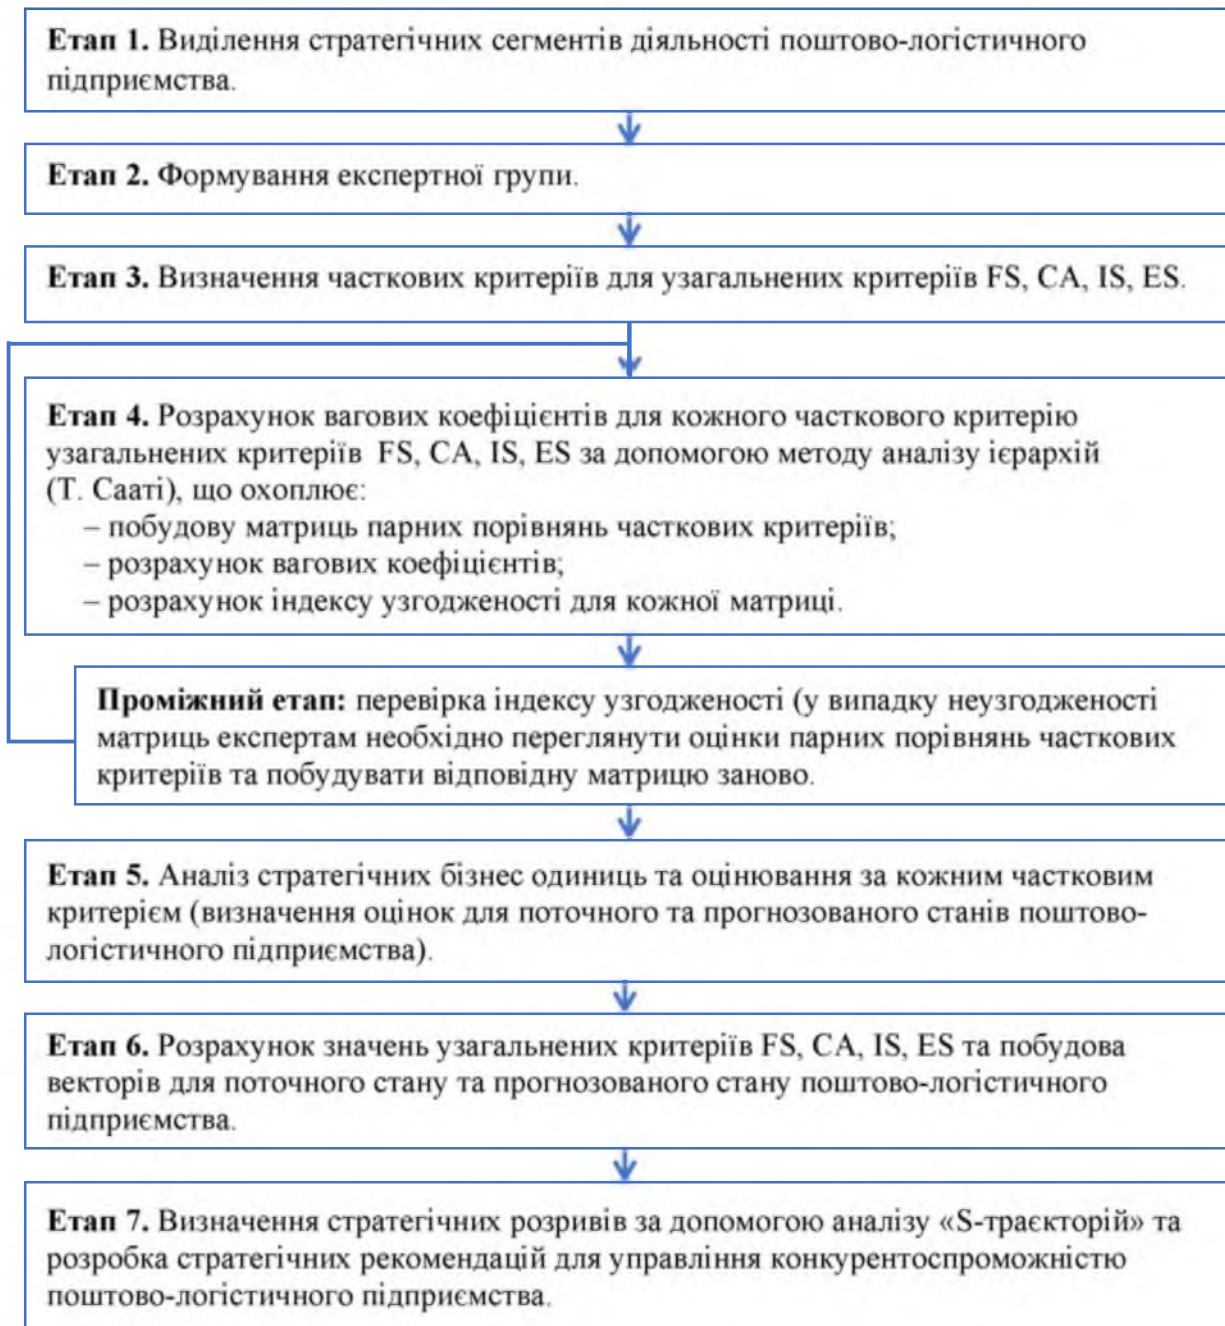 Етап 1. Виділення стратегічних сегментів діяльності поштово-логістичного
підприємства.
Етап 2. Формування експертної групи.
Етап 3. Визначення часткових критеріїв для узагальнених критеріїв FS, CA, IS, ES.
Етап 4. Розрахунок вагових коефіцієнтів для кожного часткового критерію
узагальнених критеріїв FS, CA, IS, ES за допомогою методу аналізу ієрархій
(Т. Сааті), що охоплює:
– побудову матриць парних порівнянь часткових критеріїв;
– розрахунок вагових коефіцієнтів;
– розрахунок індексу узгодженості для кожної матриці.
Проміжний етап: перевірка індексу узгодженості (у випадку неузгодженості
матриць експертам необхідно переглянути оцінки парних порівнянь часткових
критеріїв та побудувати відповідну матрицю заново.
Етап 5. Аналіз стратегічних бізнес одиниць та оцінювання за кожним частковим
критерієм (визначення оцінок для поточного та прогнозованого станів поштово-
логістичного підприємства).
Етап 6. Розрахунок значень узагальнених критеріїв FS, CA, IS, ES та побудова
векторів для поточного стану та прогнозованого стану поштово-логістичного
підприємства.
Етап 7. Визначення стратегічних розривів за допомогою аналізу «S-траєкторій» та
розробка стратегічних рекомендацій для управління конкурентоспроможністю
поштово-логістичного підприємства.